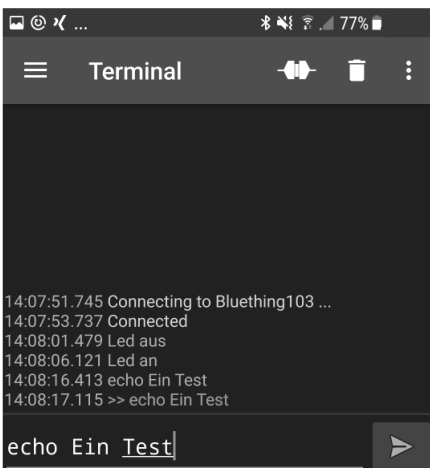 ... 77%
Terminal
14:07:51.745 Connecting to Bluething103 ...
14:07:53.737 Connected
14:08:01.479 Led aus
14:08:06.121 Led an
14:08:16.413 echo Ein Test
14:08:17.115 >> echo Ein Test
echo Ein Test